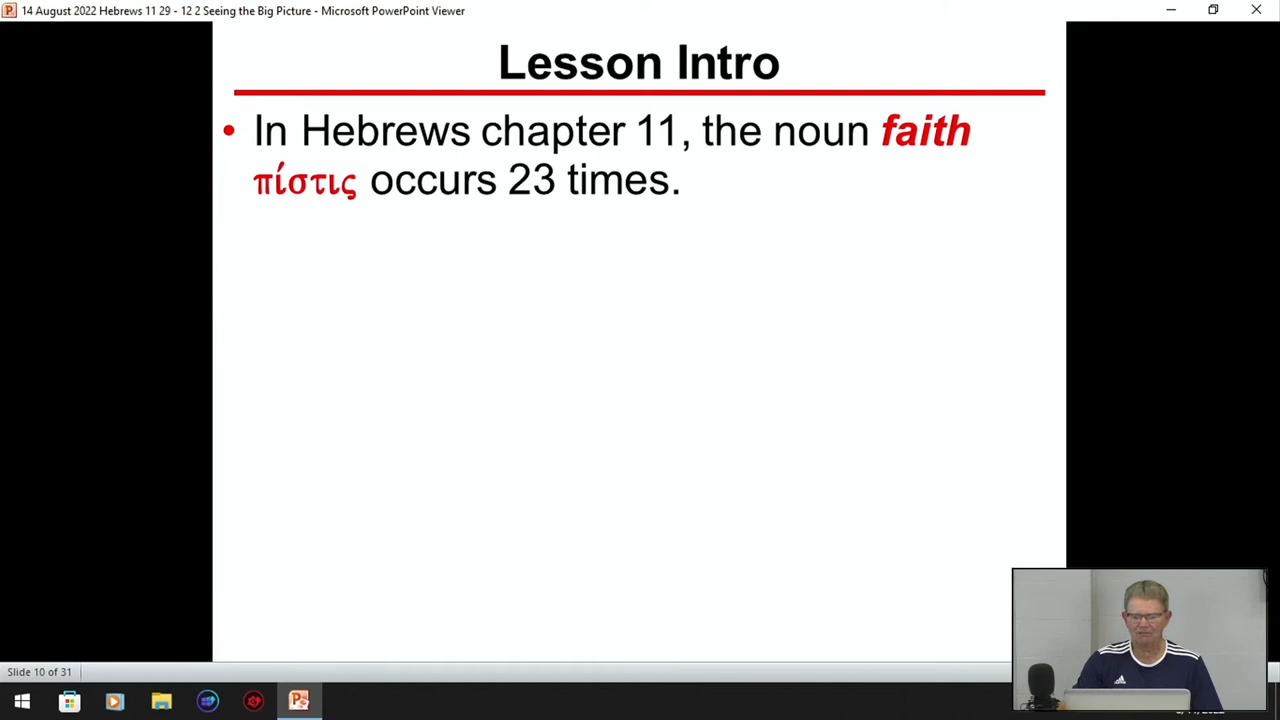 14 August 2022 Hebrews 11 29 - 12 2 Seeing the Big Picture - Microsoft PowerPoint Viewer
Lesson Intro
• In Hebrews chapter 11, the noun faith
πίστις occurs 23 times.
Slide 10 of 31